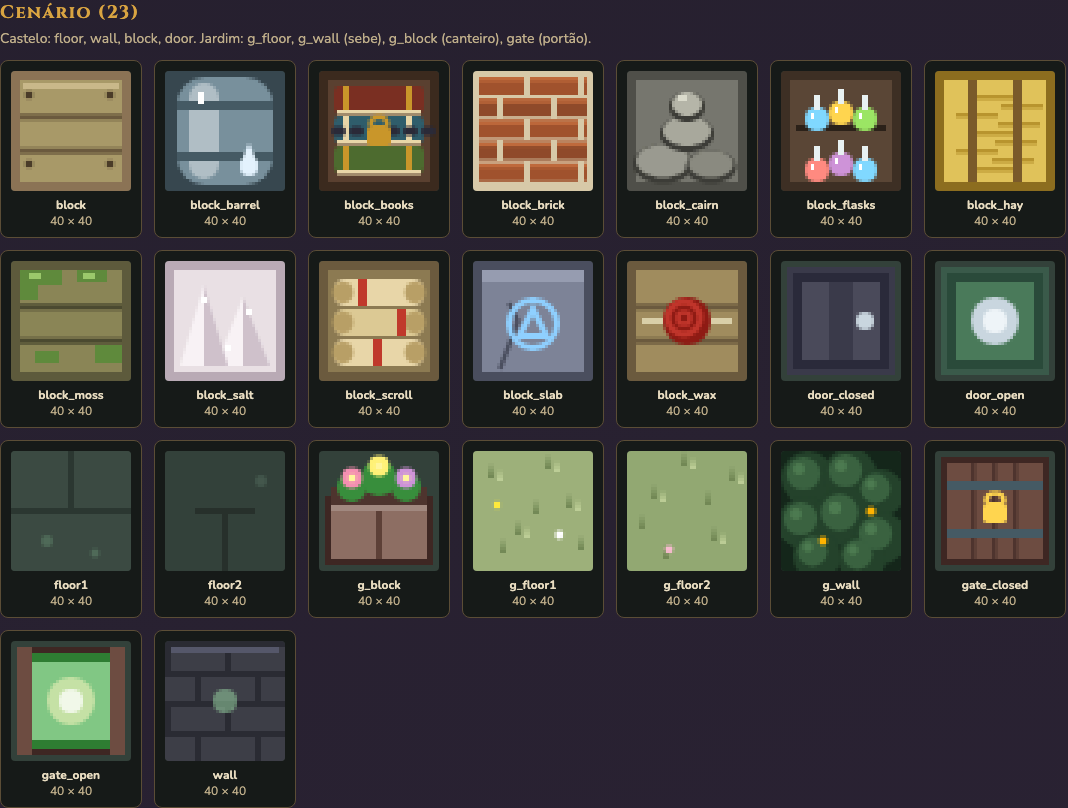 Cenário (23)
Castelo: floor, wall, block, door. Jardim: g_floor, g_wall (sebe), g_block (canteiro), gate (portão).
block
40 × 40
block_barrel
40 × 40
block_books
40 × 40
block_brick
40 × 40
block_cairn
40 × 40
block_flasks
40 × 40
block_hay
40 × 40
block_moss
40 × 40
block_salt
40 × 40
block_scroll
40 × 40
block_slab
40 × 40
block_wax
40 × 40
door_closed
40 × 40
door_open
40 × 40
floor1
40 × 40
floor2
40 × 40
g_block
40 × 40
g_floor1
40 × 40
g_floor2
40 × 40
g_wall
40 × 40
gate_closed
40 × 40
gate_open
40 × 40
wall
40 × 40